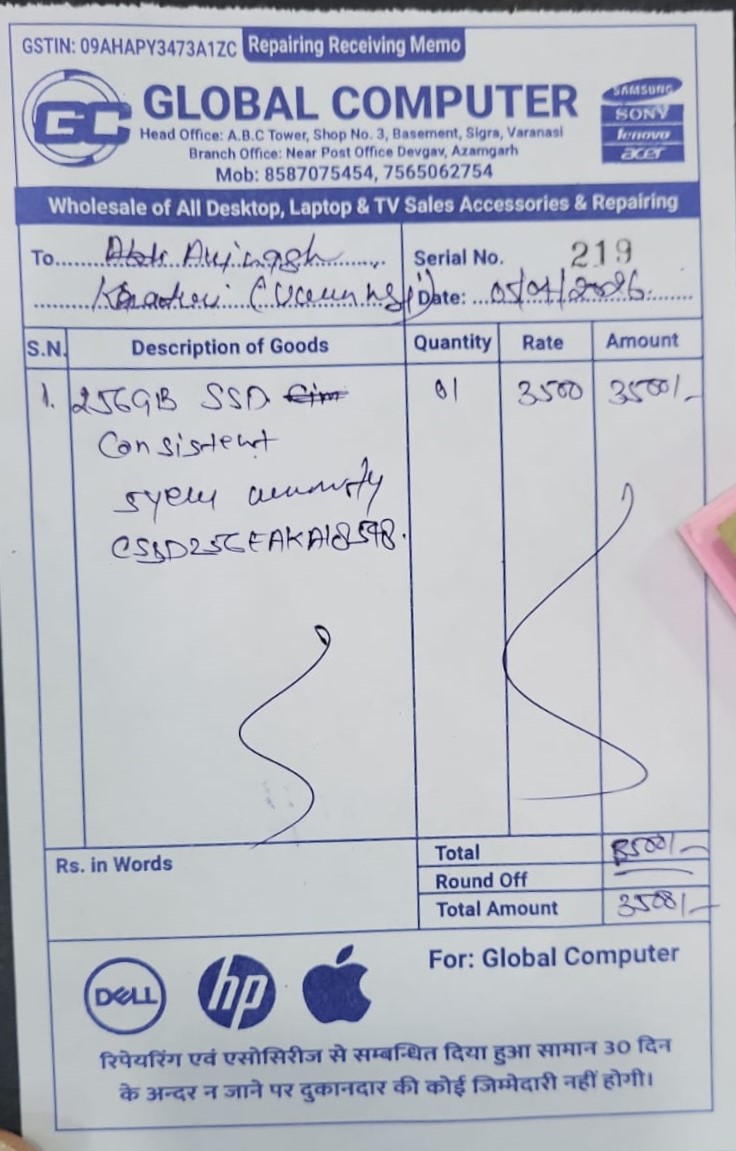 GSTIN: 09AHAPY3473A1ZC Repairing Receiving Memo
GC GLOBAL COMPUTER
SAMSUNG
SONY
lenovo
acer
Head Office: A.B.C Tower, Shop No. 3, Basement, Sigra, Varanasi
Branch Office: Near Post Office Devgav, Azamgarh
Mob: 8587075454, 7565062754
Wholesale of All Desktop, Laptop & TV Sales Accessories & Repairing
To
Serial No. 219
Date:
S.N. Description of Goods Quantity Rate Amount
1. 256GB SSD 01 3500 3500/-
Consistent
Total 3500/-
Rs. in Words
Round Off
Total Amount 3500/-
For: Global Computer
DELL hp
रिपेयरिंग एवं एसोसिरीज से सम्बन्धित दिया हुआ सामान 30 दिन
के अन्दर न जाने पर दुकानदार की कोई जिम्मेदारी नहीं होगी।